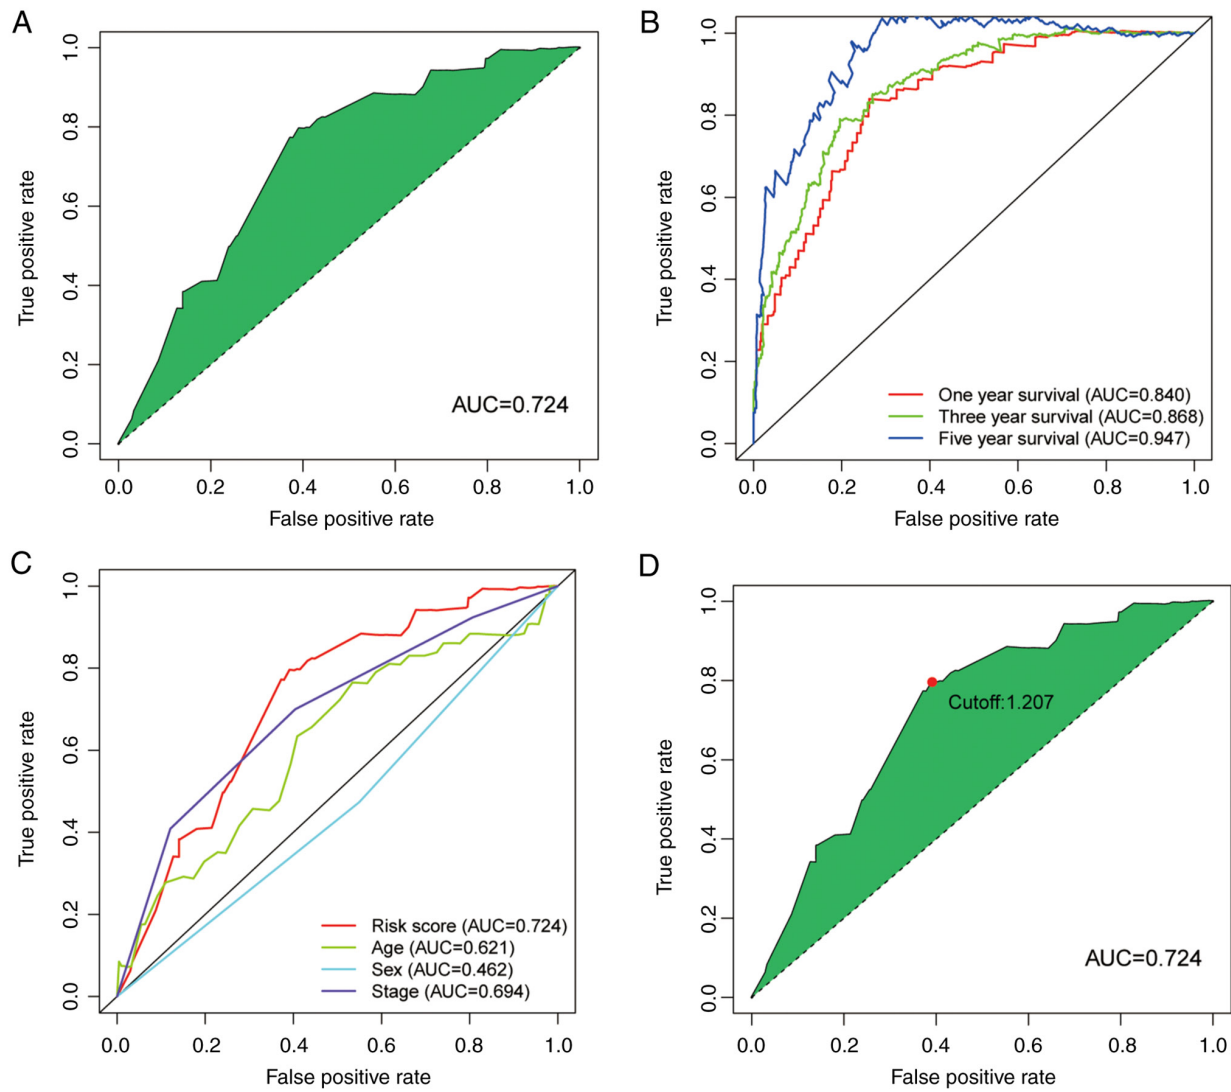 A
1.0
0.8
0.6
0.4
0.2
0.0
True positive rate
AUC=0.724
0.0 0.2 0.4 0.6 0.8 1.0
False positive rate
B
1.0
0.8
0.6
0.4
0.2
0.0
True positive rate
One year survival (AUC=0.840)
Three year survival (AUC=0.868)
Five year survival (AUC=0.947)
0.0 0.2 0.4 0.6 0.8 1.0
False positive rate
C
1.0
0.8
0.6
0.4
0.2
0.0
True positive rate
Risk score (AUC=0.724)
Age (AUC=0.621)
Sex (AUC=0.462)
Stage (AUC=0.694)
0.0 0.2 0.4 0.6 0.8 1.0
False positive rate
D
1.0
0.8
0.6
0.4
0.2
0.0
True positive rate
Cutoff:1.207
AUC=0.724
0.0 0.2 0.4 0.6 0.8 1.0
False positive rate